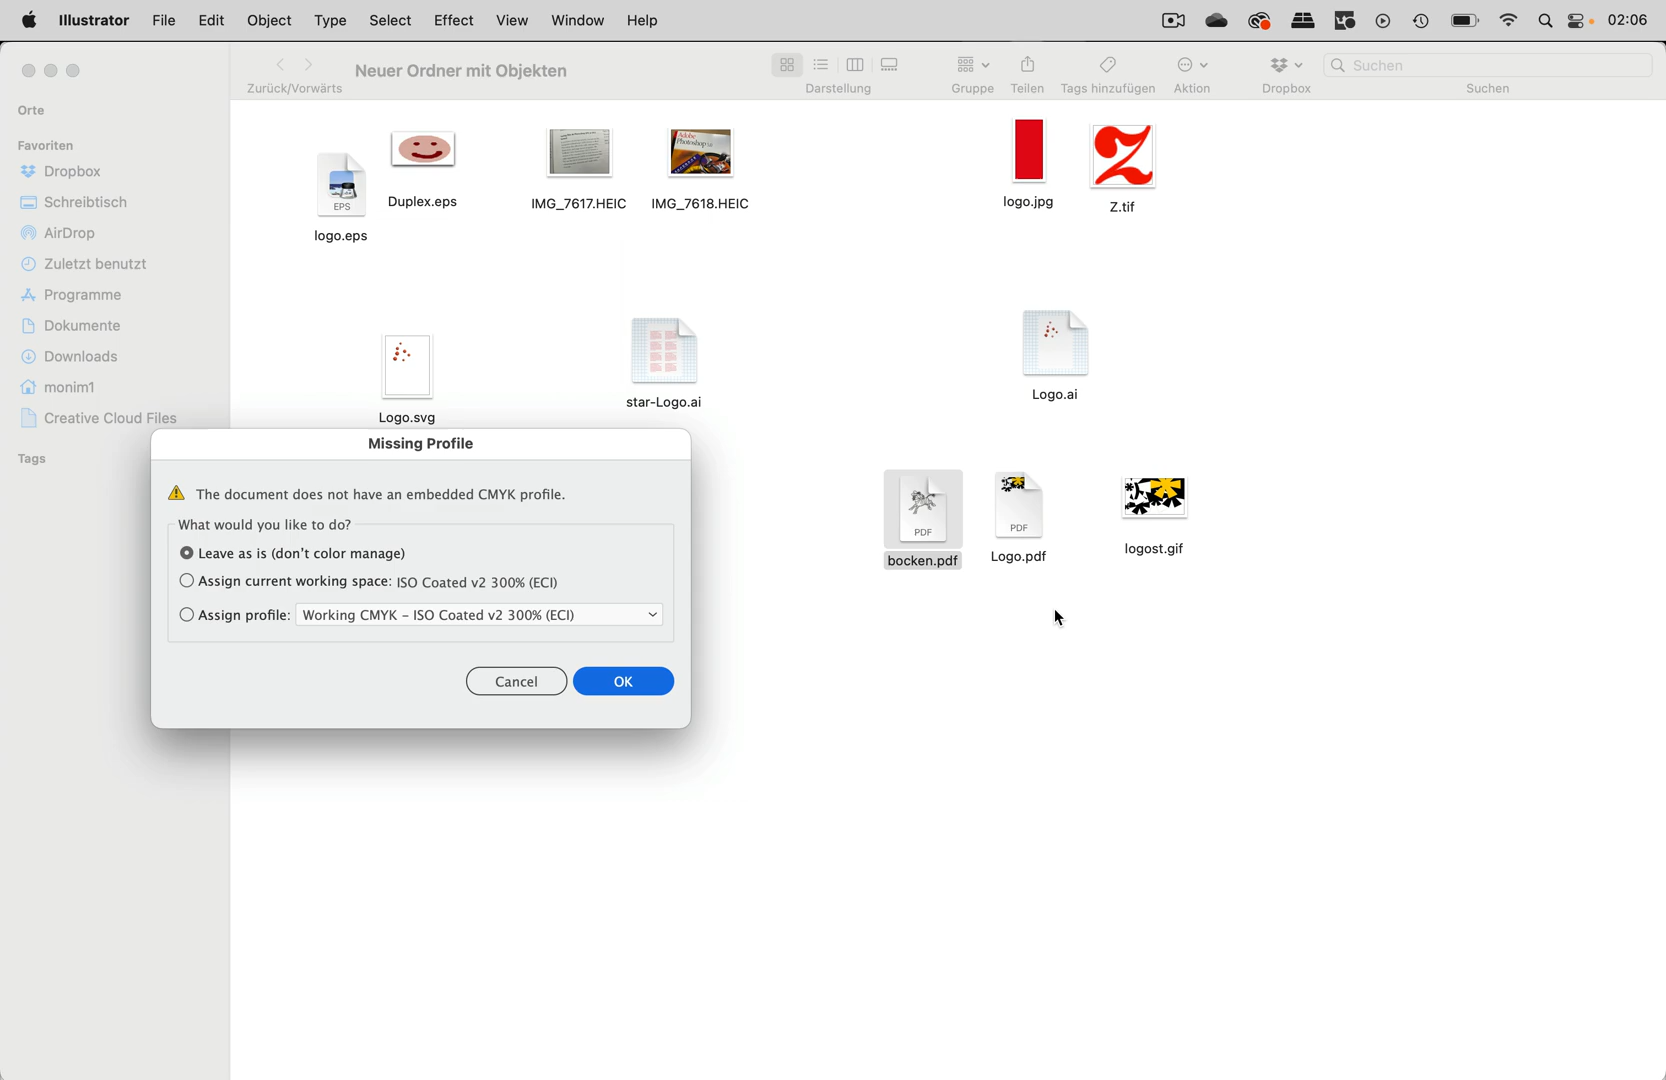 Illustrator File Edit Object Type Select Effect View Window Help 02:06
Neuer Ordner mit Objekten
Suchen
Zurück/Vorwärts Darstellung Gruppe Teilen Tags hinzufügen Aktion Dropbox Suchen
Orte
Favoriten
Dropbox
Schreibtisch
AirDrop
Zuletzt benutzt
Programme
Dokumente
Downloads
monim1
Creative Cloud Files
Tags
EPS
logo.eps
Duplex.eps
IMG_7617.HEIC
Adobe
Photoshop
IMG_7618.HEIC
logo.jpg
Z
Z.tif
Logo.svg
star-Logo.ai
Logo.ai
PDF
bocken.pdf
PDF
Logo.pdf
logost.gif
Missing Profile
The document does not have an embedded CMYK profile.
What would you like to do?
Leave as is (don't color manage)
Assign current working space: ISO Coated v2 300% (ECI)
Assign profile: Working CMYK – ISO Coated v2 300% (ECI)
Cancel OK